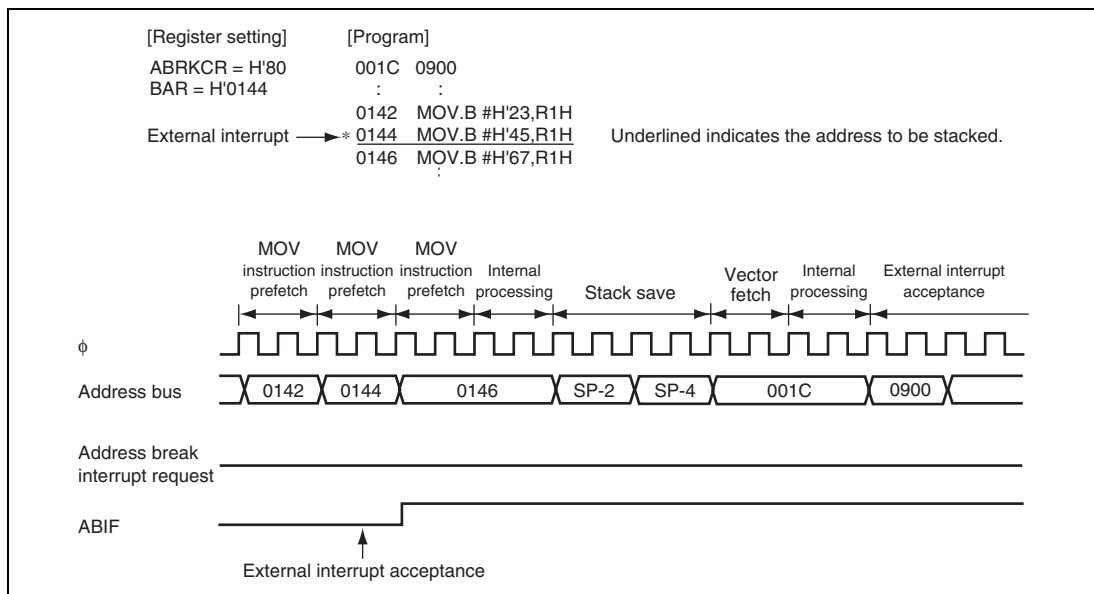 [Register setting] [Program]
ABRKCR = H'80 001C 0900
BAR = H'0144 : :
0142 MOV.B #H'23,R1H
External interrupt * 0144 MOV.B #H'45,R1H Underlined indicates the address to be stacked.
0146 MOV.B #H'67,R1H
:
MOV MOV MOV
instruction instruction instruction Internal Vector Internal External interrupt
prefetch prefetch prefetch processing Stack save fetch processing acceptance
φ
Address bus 0142 0144 0146 SP-2 SP-4 001C 0900
Address break
interrupt request
ABIF
External interrupt acceptance